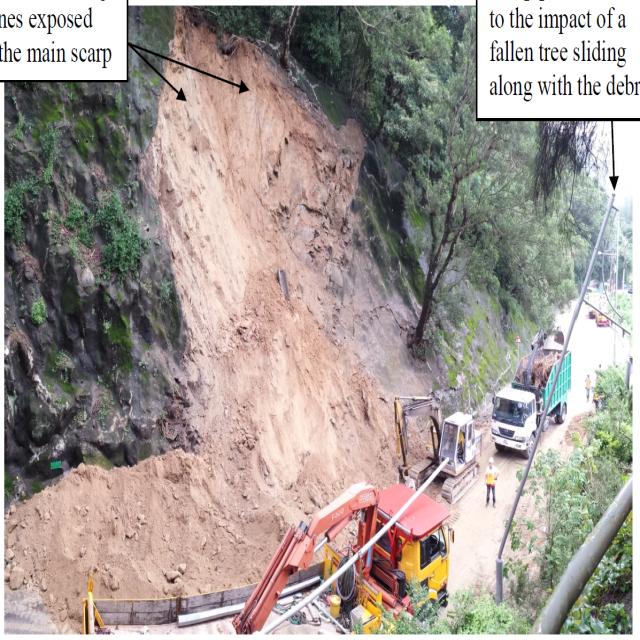 nes exposed
the main scarp
to the impact of a
fallen tree sliding
along with the debr